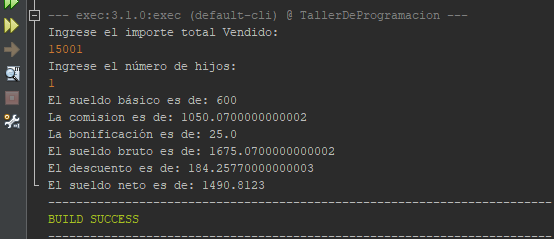 --- exec:3.1.0:exec (default-cli) @ TallerDeProgramacion ---
Ingrese el importe total Vendido:
15001
Ingrese el número de hijos:
1
El sueldo básico es de: 600
La comision es de: 1050.0700000000002
La bonificación es de: 25.0
El sueldo bruto es de: 1675.0700000000002
El descuento es de: 184.25770000000003
El sueldo neto es de: 1490.8123
------------------------------------------------------------------------
BUILD SUCCESS
------------------------------------------------------------------------